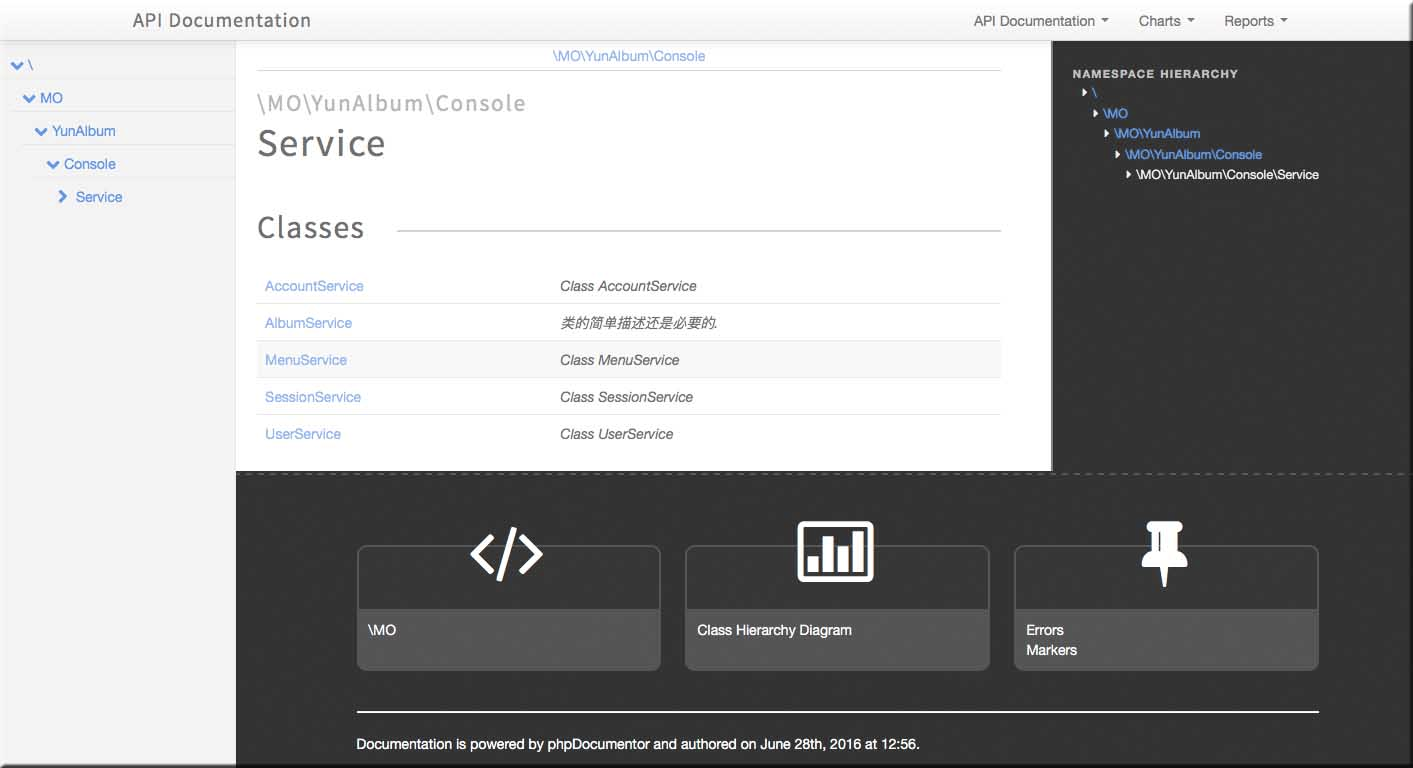 API Documentation
API Documentation Charts Reports
\
MO
YunAlbum
Console
Service
\MO\YunAlbum\Console
\MO\YunAlbum\Console
Service
Classes
AccountService Class AccountService
AlbumService 类的简单描述还是必要的.
MenuService Class MenuService
SessionService Class SessionService
UserService Class UserService
NAMESPACE HIERARCHY
\
\MO
\MO\YunAlbum
\MO\YunAlbum\Console
\MO\YunAlbum\Console\Service
\MO
Class Hierarchy Diagram
Errors
Markers
Documentation is powered by phpDocumentor and authored on June 28th, 2016 at 12:56.